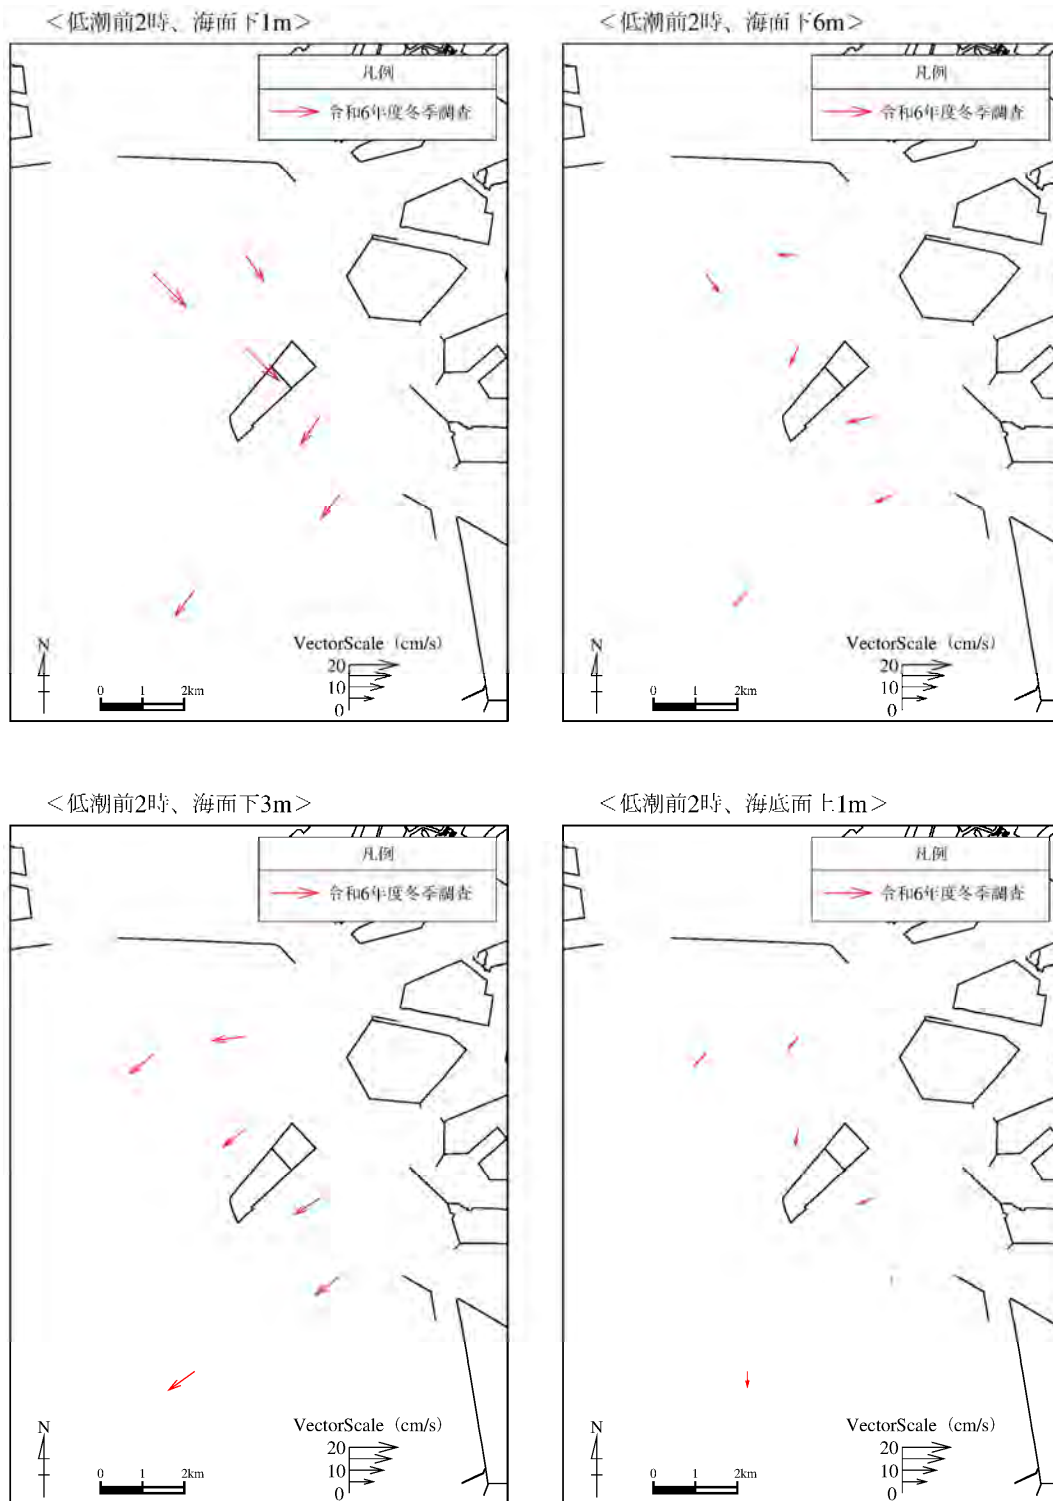 ＜低潮前2時、海面下1m＞
凡例
令和6年度冬季調査
N
0 1 2km
VectorScale (cm/s)
20
10
0
＜低潮前2時、海面下6m＞
凡例
令和6年度冬季調査
N
0 1 2km
VectorScale (cm/s)
20
10
0
＜低潮前2時、海面下3m＞
凡例
令和6年度冬季調査
N
0 1 2km
VectorScale (cm/s)
20
10
0
＜低潮前2時、海底面上1m＞
凡例
令和6年度冬季調査
N
0 1 2km
VectorScale (cm/s)
20
10
0